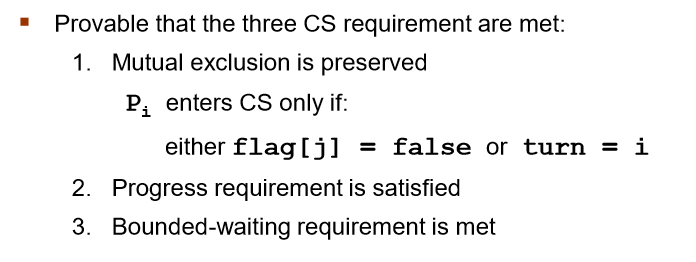 ▪ Provable that the three CS requirement are met:
1. Mutual exclusion is preserved
Pi enters CS only if:
either flag[j] = false or turn = i
2. Progress requirement is satisfied
3. Bounded-waiting requirement is met